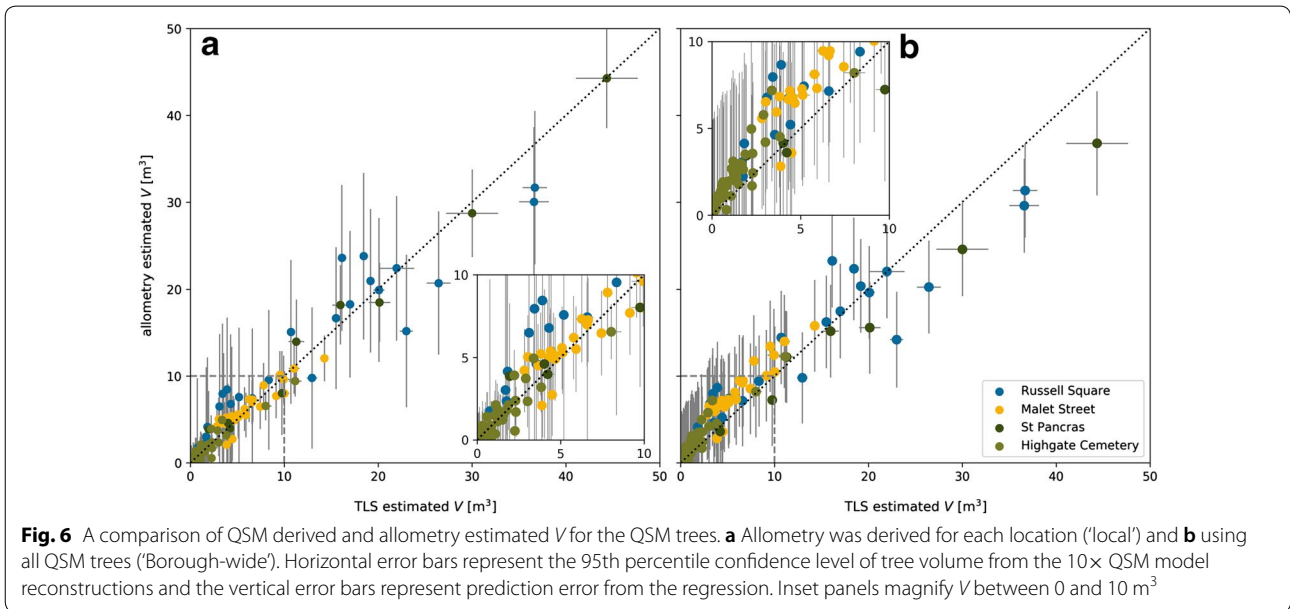 a
b
50
40
30
20
10
0
allometry estimated V [m³]
0
10
20
30
40
50
TLS estimated V [m³]
10
5
0
0
5
10
10
5
0
0
5
10
0
10
20
30
40
50
TLS estimated V [m³]
Russell Square
Malet Street
St Pancras
Highgate Cemetery
Fig. 6 A comparison of QSM derived and allometry estimated V for the QSM trees. a Allometry was derived for each location (‘local’) and b using
all QSM trees (‘Borough-wide’). Horizontal error bars represent the 95th percentile confidence level of tree volume from the 10× QSM model
reconstructions and the vertical error bars represent prediction error from the regression. Inset panels magnify V between 0 and 10 m³